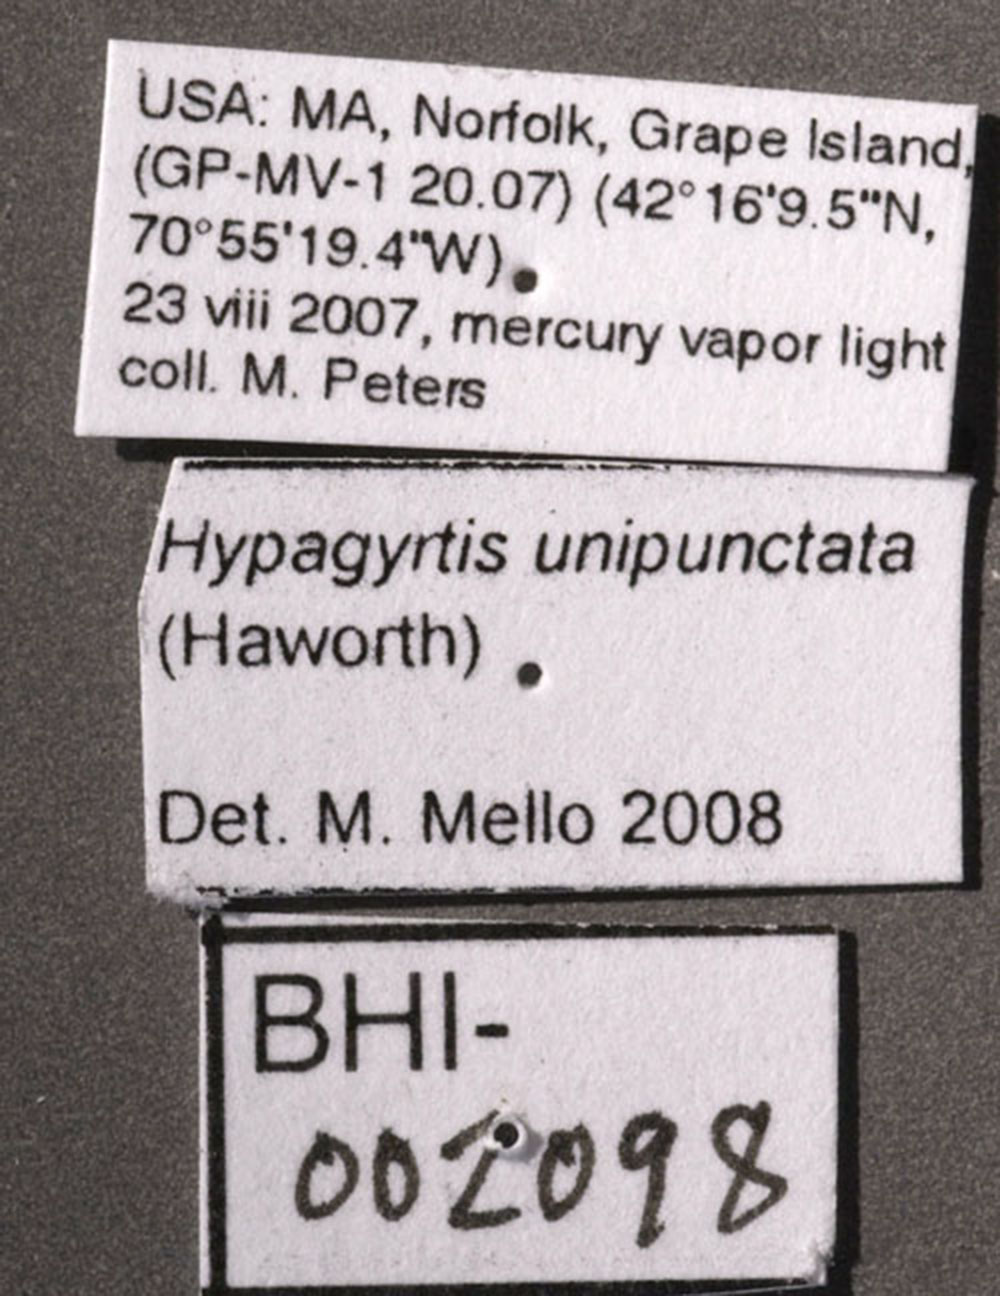 USA: MA, Norfolk, Grape Island,
(GP-MV-1 20.07) (42°16'9.5"N,
70°55'19.4"W)
23 viii 2007, mercury vapor light
coll. M. Peters
Hypagyrtis unipunctata
(Haworth)
Det. M. Mello 2008
BHI-
002098